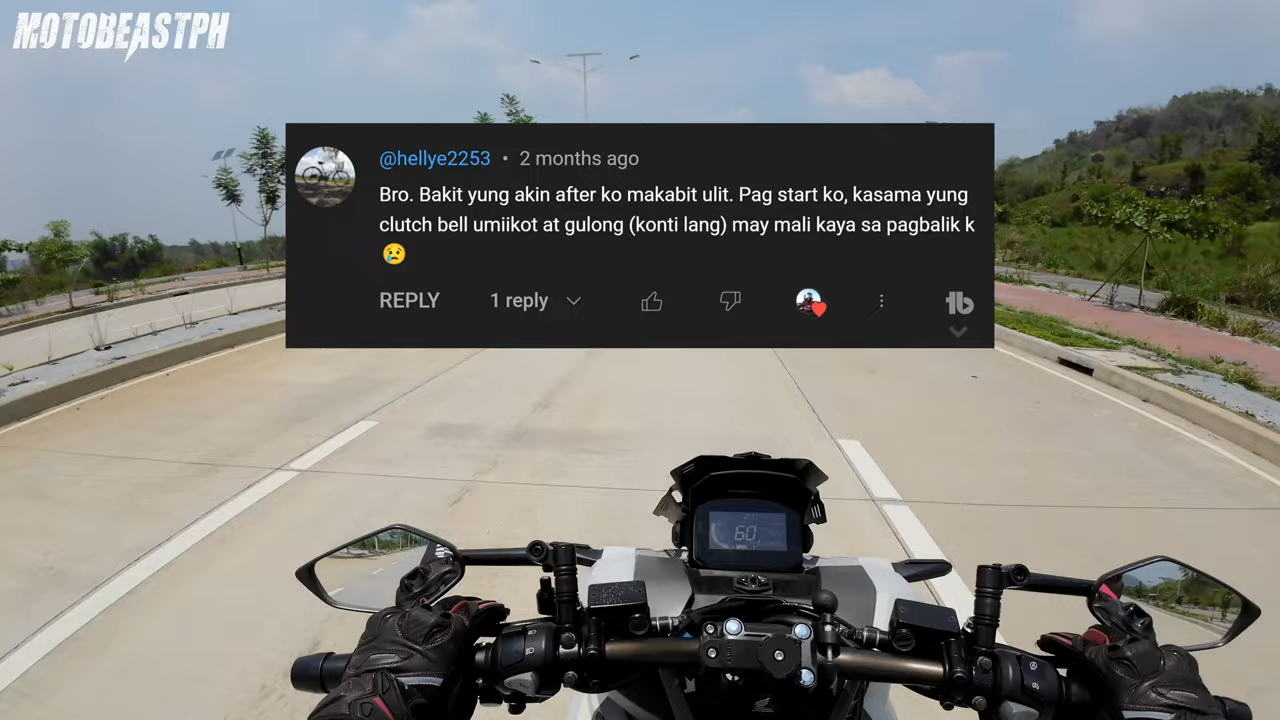 MOTOBEASTPH
@hellye2253 • 2 months ago
Bro. Bakit yung akin after ko makabit ulit. Pag start ko, kasama yung
clutch bell umiikot at gulong (konti lang) may mali kaya sa pagbalik k
😢
REPLY 1 reply
60